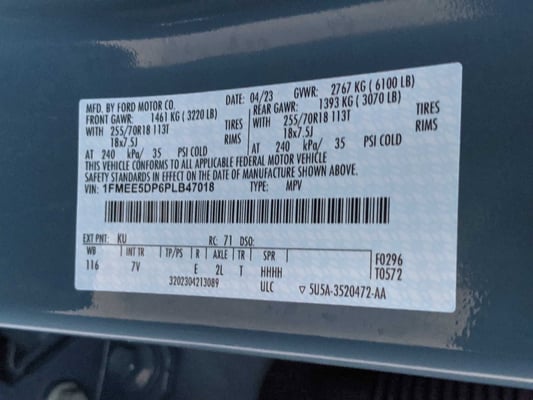 MFD. BY FORD MOTOR CO.
DATE: 04/23 GVWR: 2767 KG ( 6100 LB)
FRONT GAWR: 1461 KG ( 3220 LB) REAR GAWR: 1393 KG ( 3070 LB)
WITH 255/70R18 113T TIRES WITH 255/70R18 113T TIRES
18x7.5J RIMS 18x7.5J RIMS
AT 240 kPa/ 35 PSI COLD AT 240 kPa/ 35 PSI COLD
THIS VEHICLE CONFORMS TO ALL APPLICABLE FEDERAL MOTOR VEHICLE
SAFETY STANDARDS IN EFFECT ON THE DATE OF MANUFACTURE SHOWN ABOVE.
VIN: 1FMEE5DP6PLB47018 TYPE: MPV
EXT PNT: KU RC: 71 DSO:
WB INT TR TP/PS R AXLE TR SPR F0296
116 7V E 2L T HHHH T0572
3202304213089 ULC ▽ 5U5A-3520472-AA